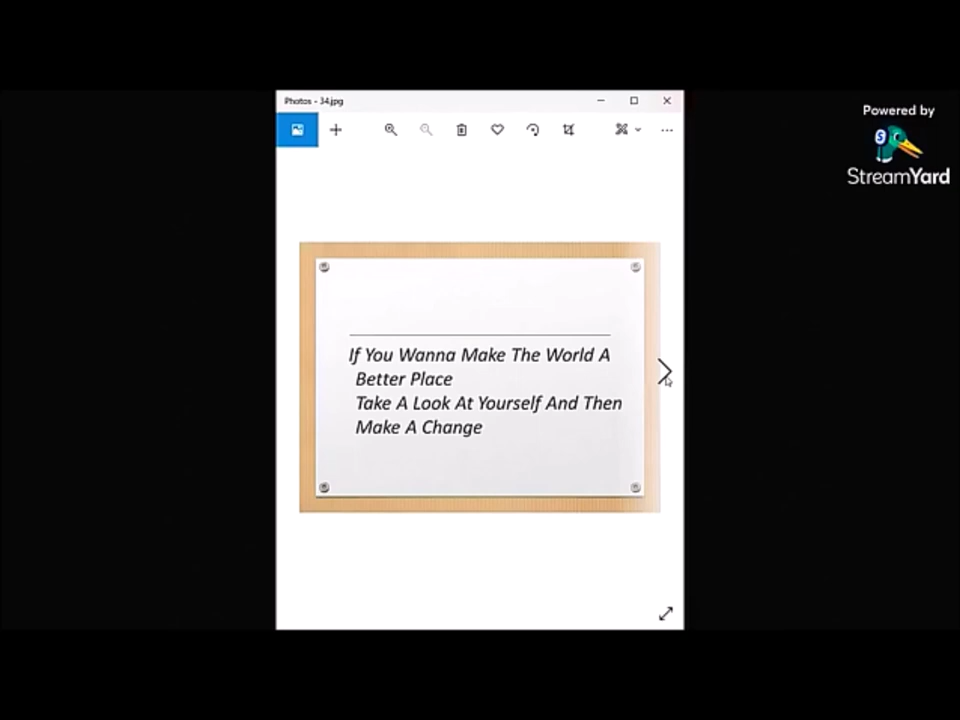 Photos - 34.jpg
Powered by
S
StreamYard
If You Wanna Make The World A
Better Place
Take A Look At Yourself And Then
Make A Change